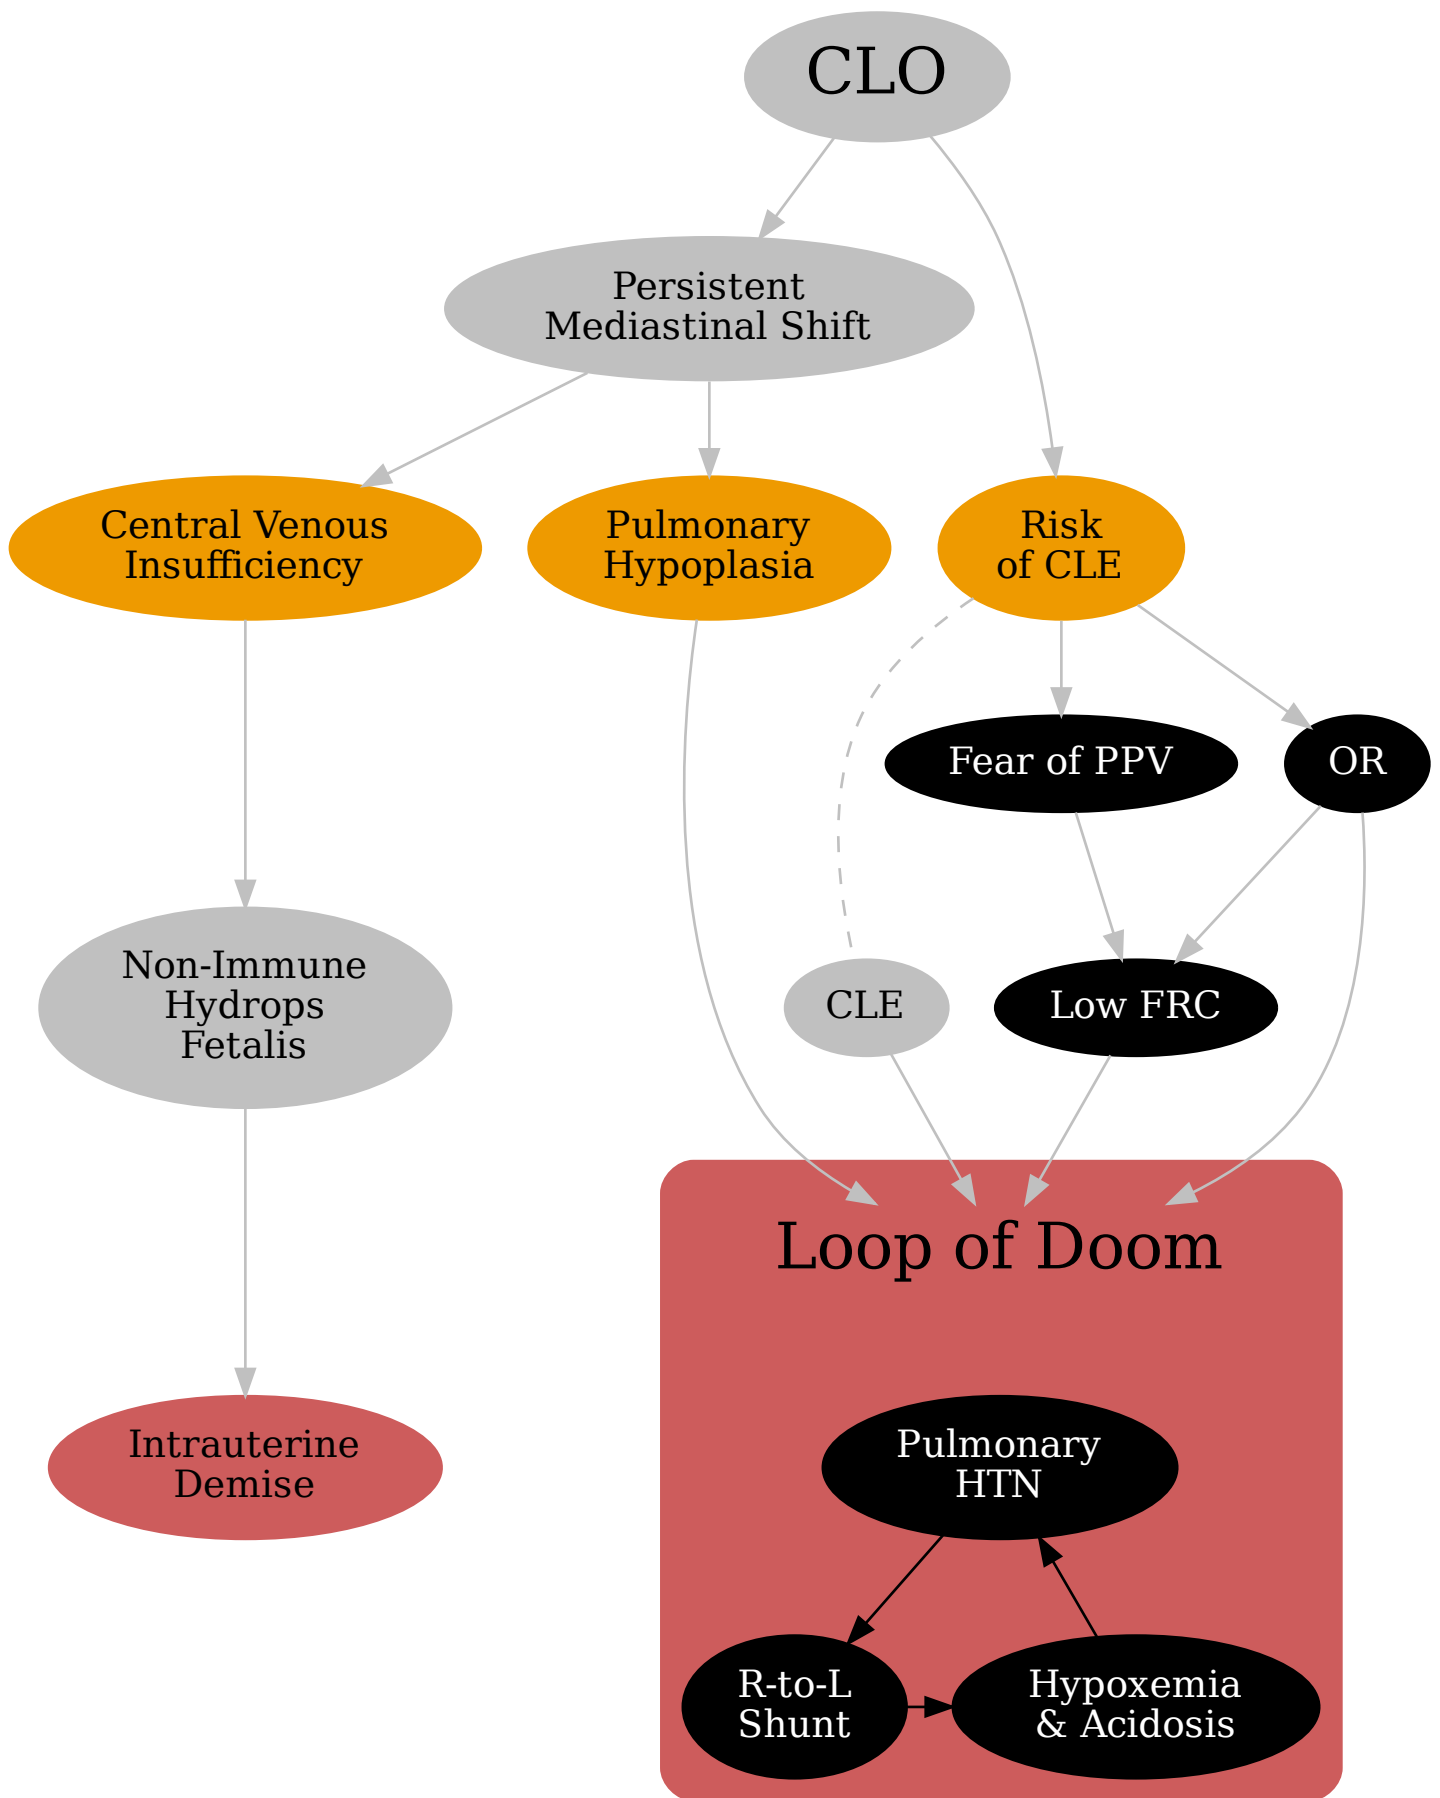 CLO
Persistent
Mediastinal Shift
Central Venous
Insufficiency
Pulmonary
Hypoplasia
Risk
of CLE
Fear of PPV
OR
Non-Immune
Hydrops
Fetalis
CLE
Low FRC
Loop of Doom
Intrauterine
Demise
Pulmonary
HTN
R-to-L
Shunt
Hypoxemia
& Acidosis